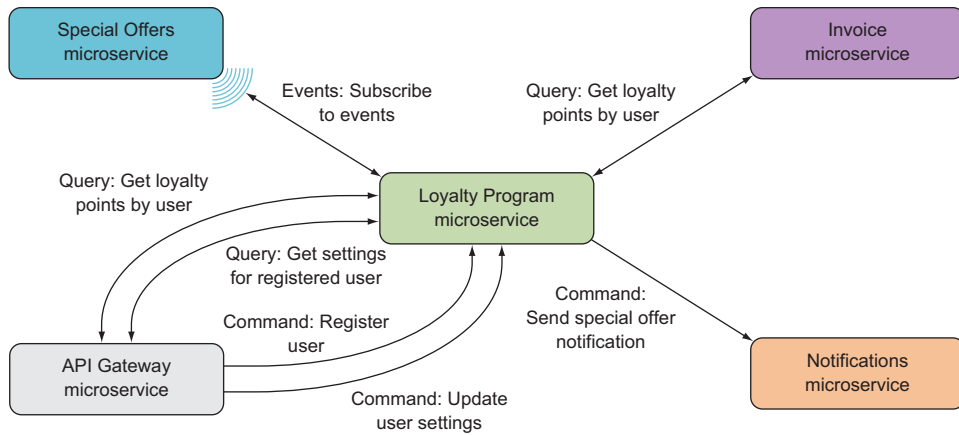 Special Offers
microservice
Invoice
microservice
Events: Subscribe
to events
Query: Get loyalty
points by user
Query: Get loyalty
points by user
Loyalty Program
microservice
Query: Get settings
for registered user
Command: Register
user
Command:
Send special offer
notification
API Gateway
microservice
Notifications
microservice
Command: Update
user settings